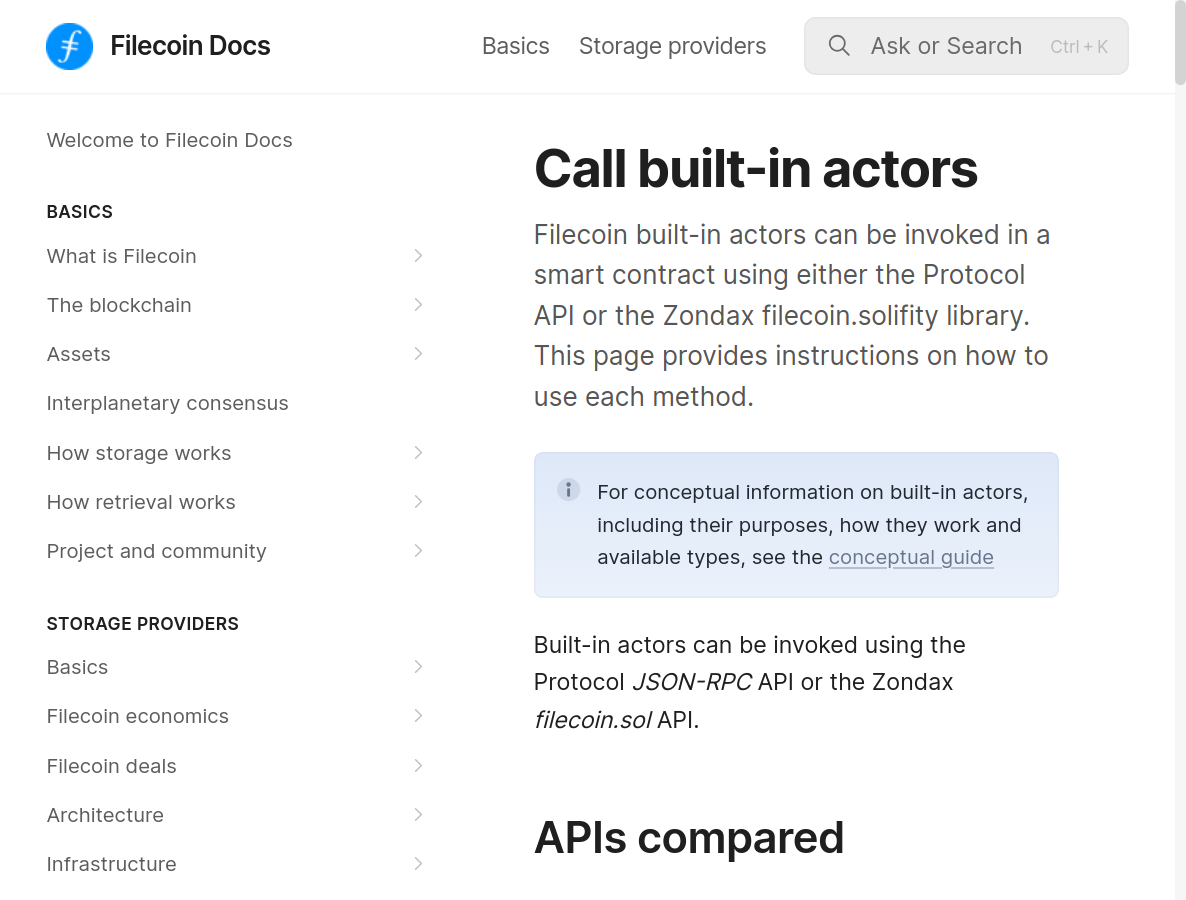 Filecoin Docs
Basics
Storage providers
Ask or Search
Ctrl + K
Welcome to Filecoin Docs
BASICS
What is Filecoin
The blockchain
Assets
Interplanetary consensus
How storage works
How retrieval works
Project and community
STORAGE PROVIDERS
Basics
Filecoin economics
Filecoin deals
Architecture
Infrastructure
Call built-in actors
Filecoin built-in actors can be invoked in a
smart contract using either the Protocol
API or the Zondax filecoin.solifity library.
This page provides instructions on how to
use each method.
For conceptual information on built-in actors,
including their purposes, how they work and
available types, see the conceptual guide
Built-in actors can be invoked using the
Protocol JSON-RPC API or the Zondax
filecoin.sol API.
APIs compared